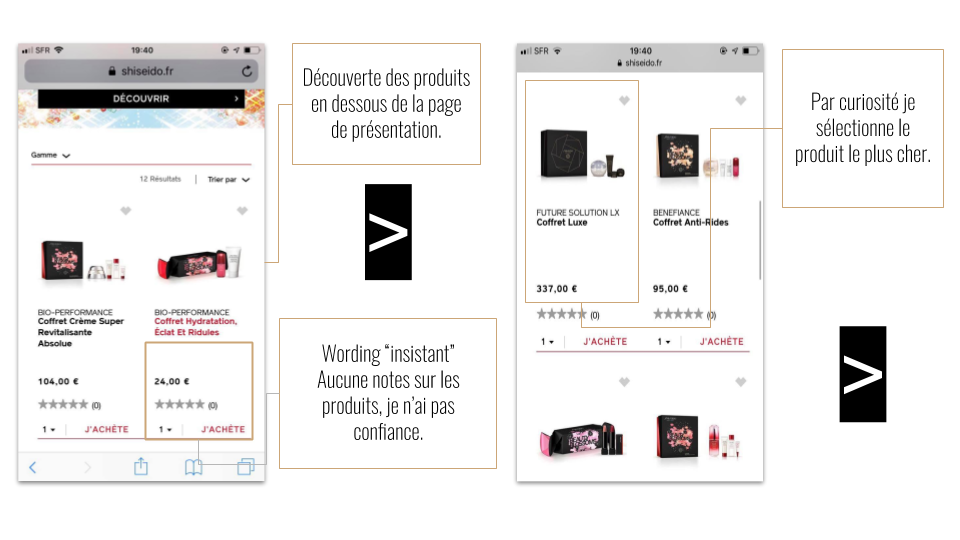 SFR
19:40
shiseido.fr
DÉCOUVRIR >
Gamme
12 Résultats | Trier par
BIO-PERFORMANCE
Coffret Crème Super
Revitalisante
Absolue
104,00 €
(0)
1
J'ACHÈTE
BIO-PERFORMANCE
Coffret Hydratation,
Éclat Et Ridules
24,00 €
(0)
1
J'ACHÈTE
Découverte des produits
en dessous de la page
de présentation.
>
Wording “insistant”
Aucune notes sur les
produits, je n’ai pas
confiance.
SFR
19:40
shiseido.fr
FUTURE SOLUTION LX
Coffret Luxe
337,00 €
(0)
1
J'ACHÈTE
BENEFIANCE
Coffret Anti-Rides
95,00 €
(0)
1
J'ACHÈTE
Par curiosité je
sélectionne le
produit le plus cher.
>